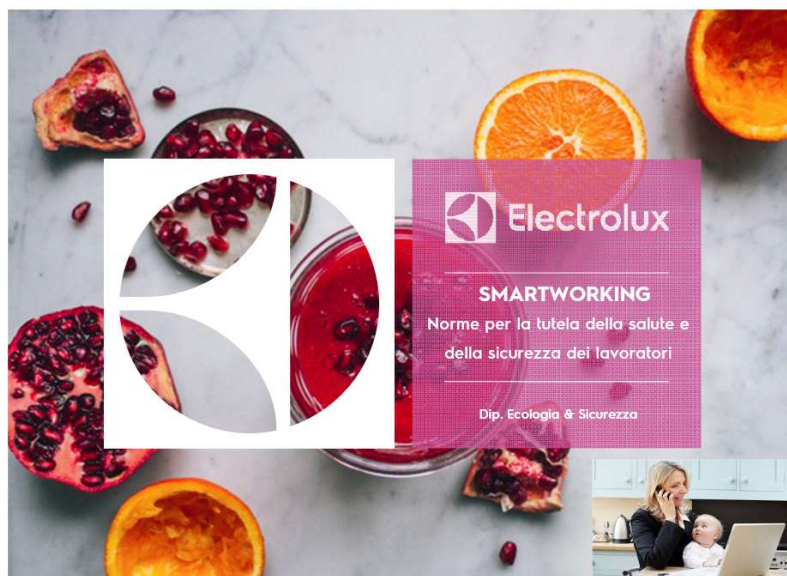 Electrolux
SMARTWORKING
Norme per la tutela della salute e
della sicurezza dei lavoratori
Dip. Ecologia & Sicurezza